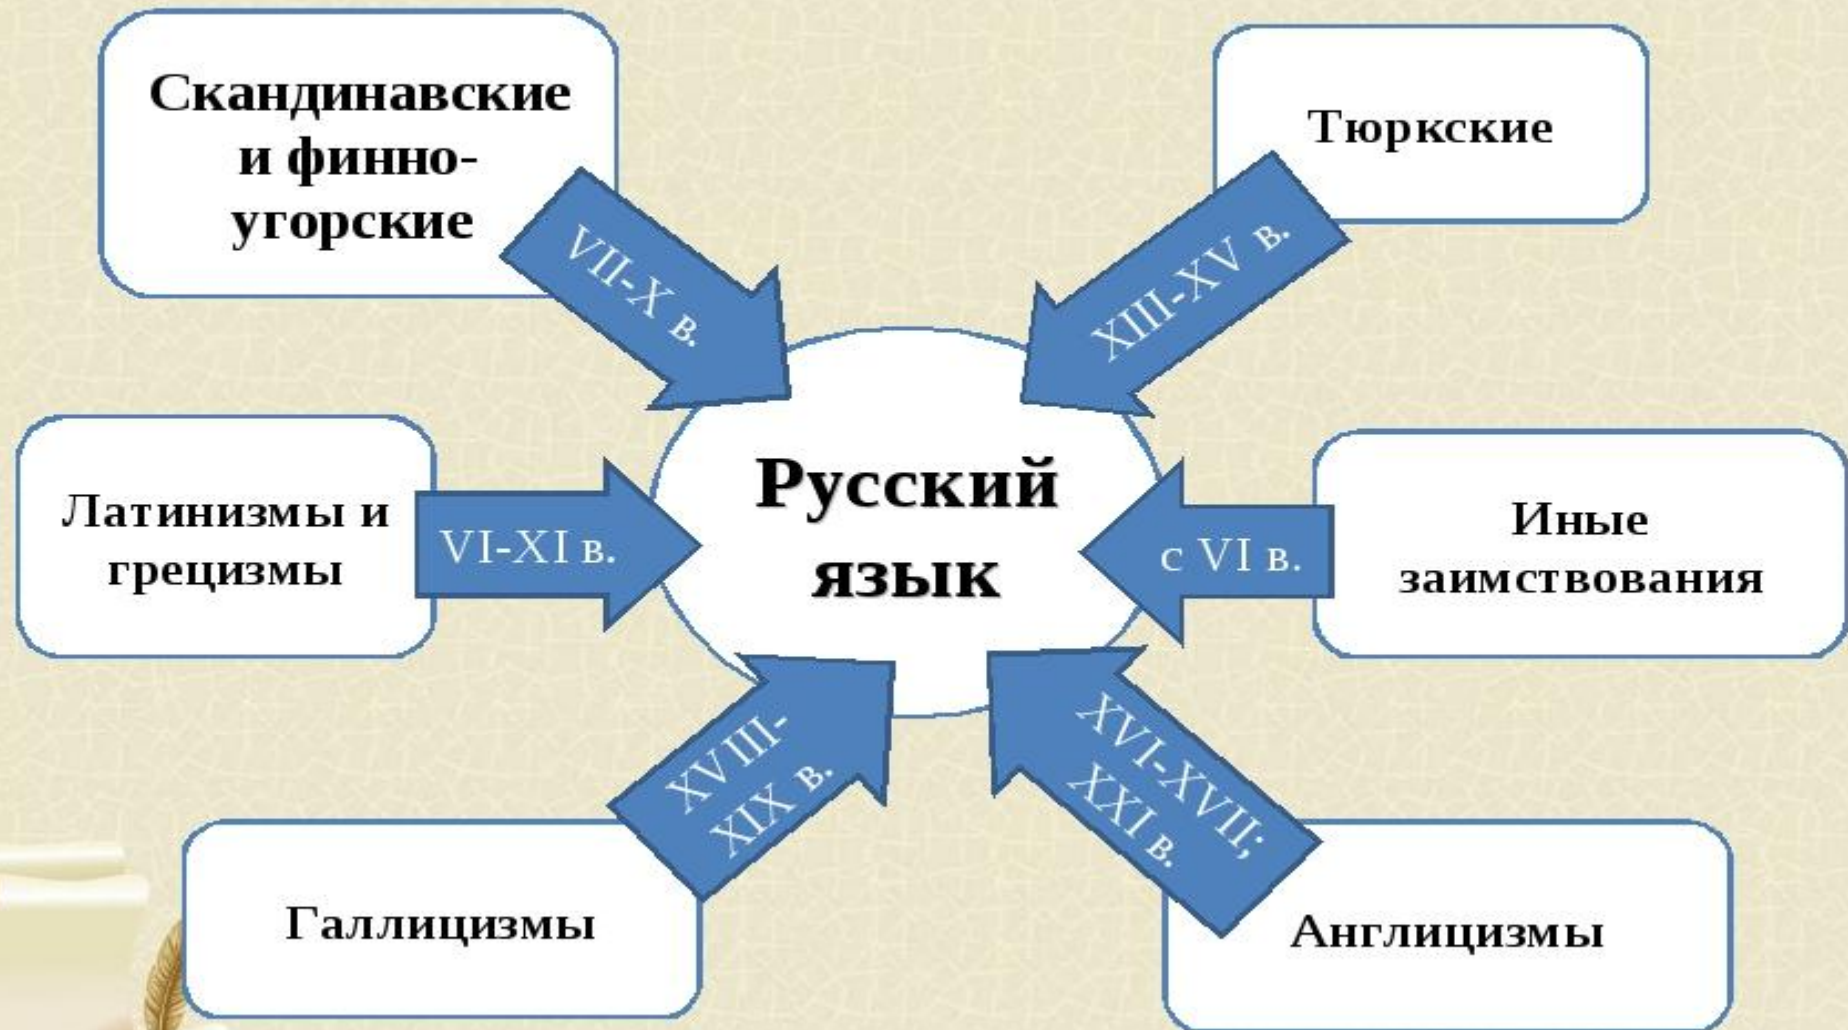 Скандинавские
и финно-
угорские
VII-X в.
Тюркские
XIII-XV в.
Латинизмы и
грецизмы
VI-XI в.
Русский
язык
с VI в.
Иные
заимствования
XVIII-
XIX в.
Галлицизмы
XVI-XVII;
XXI в.
Англицизмы